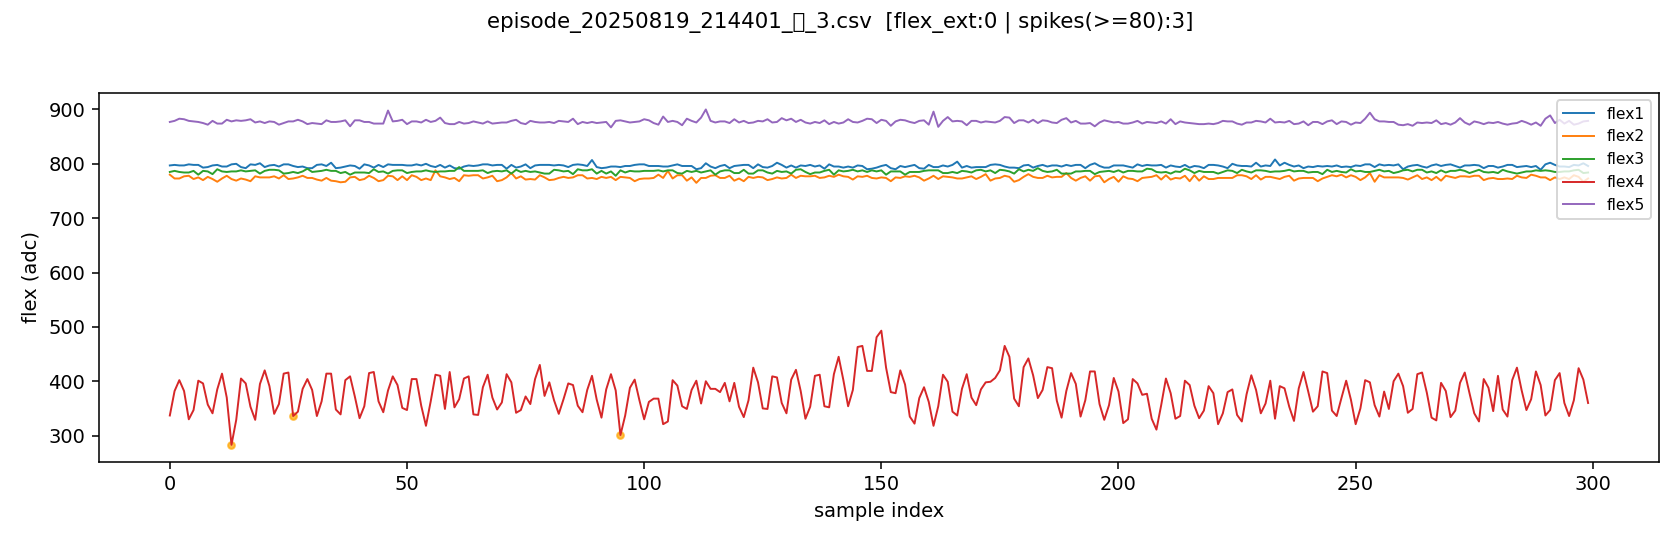 episode_20250819_214401_▯_3.csv  [flex_ext:0 | spikes(>=80):3]
900
800
700
600
500
400
300
flex (adc)
0
50
100
150
200
250
300
sample index
flex1
flex2
flex3
flex4
flex5